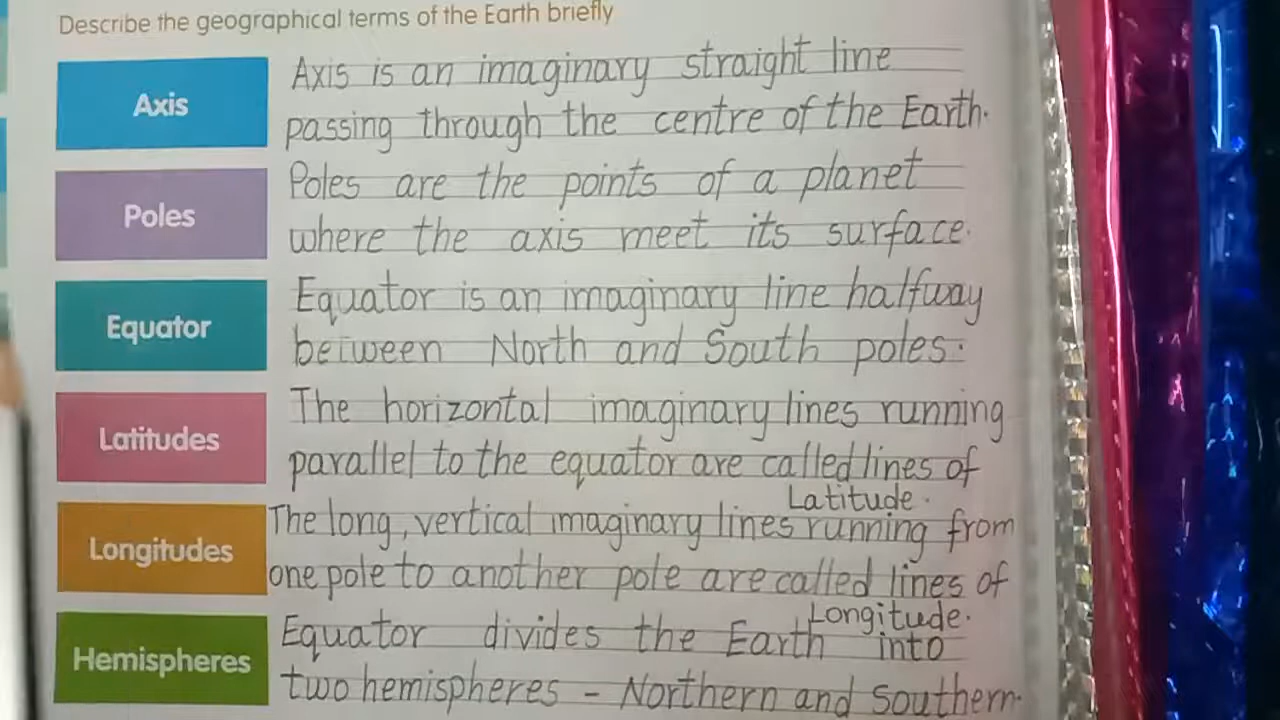 Describe the geographical terms of the Earth briefly
Axis
Axis is an imaginary straight line
passing through the centre of the Earth.
Poles
Poles are the points of a planet
where the axis meet its surface.
Equator
Equator is an imaginary line halfway
between North and South poles.
Latitudes
The horizontal imaginary lines running
parallel to the equator are called lines of
Latitude.
Longitudes
The long, vertical imaginary lines running from
one pole to another pole are called lines of
Longitude.
Hemispheres
Equator divides the Earth into
two hemispheres - Northern and Southern.